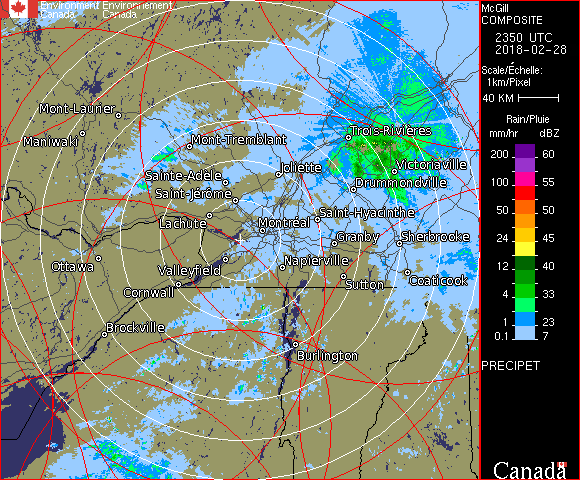 Environment Environnement
Canada Canada
McGill
COMPOSITE
2350 UTC
2018-02-28
Scale/Échelle:
1km/Pixel
40 KM
Rain/Pluie
mm/hr dBZ
200 60
100 55
50 50
24 45
12 40
4 33
1 23
0.1 7
PRECIPET
Canada
Mont-Laurier
Maniwaki
Mont-Tremblant
Trois-Rivières
Sainte-Adèle
Joliette
Victoriaville
Saint-Jérôme
Drummondville
Lachute
Montréal
Saint-Hyacinthe
Granby
Sherbrooke
Ottawa
Valleyfield
Napierville
Cornwall
Sutton
Coaticook
Brockville
Burlington